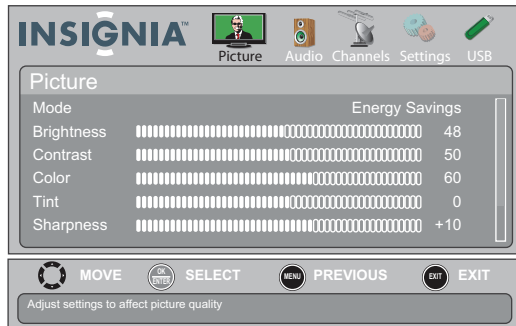 INSIGNIA™
Picture Audio Channels Settings USB
Picture
Mode Energy Savings
Brightness 48
Contrast 50
Color 60
Tint 0
Sharpness +10
MOVE OK ENTER SELECT MENU PREVIOUS EXIT EXIT
Adjust settings to affect picture quality